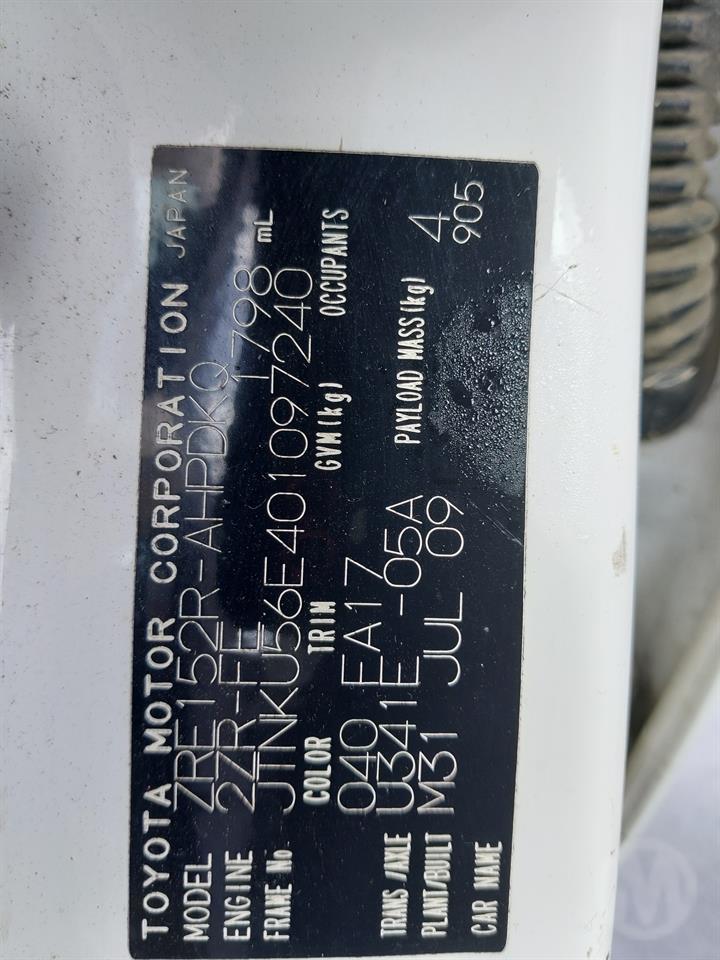 TOYOTA MOTOR CORPORATION JAPAN
MODEL ZRE152R-AHPDKQ
ENGINE 2ZR-FE 1798 mL
FRAME No JTNKU56E401097240
COLOR TRIM GVM(kg) OCCUPANTS
040 EA17
TRANS/AXLE U341E -05A PAYLOAD MASS(kg) 4
PLANT/BUILT M31 JUL 09 905
CAR NAME
M